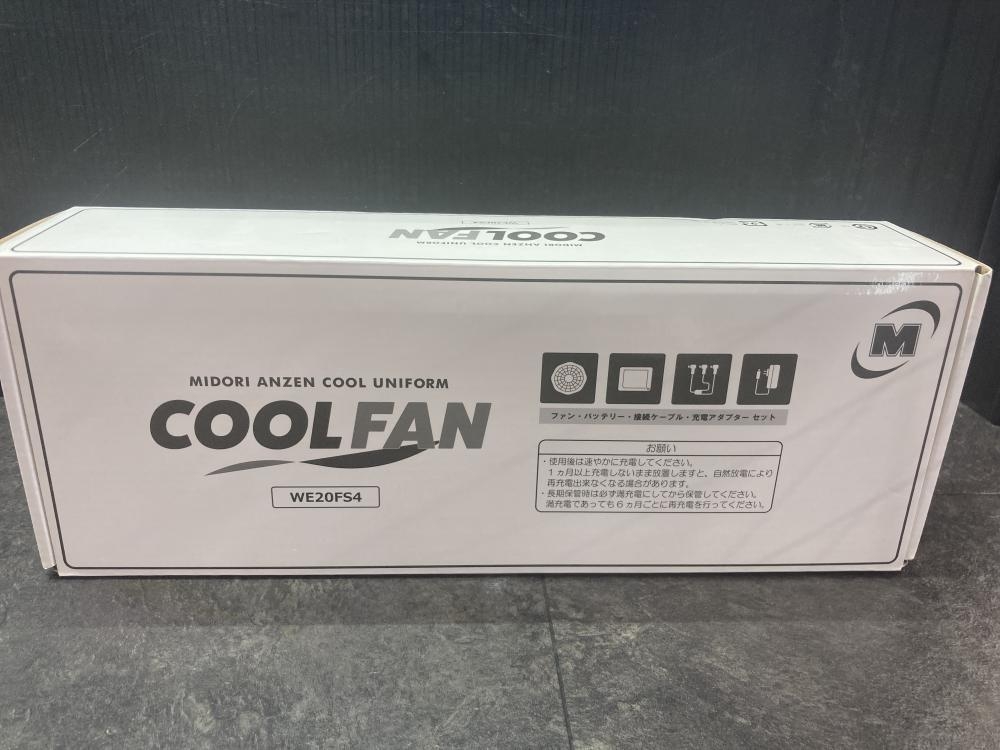 COOLFAN
MIDORI ANZEN COOL UNIFORM
M
MIDORI ANZEN COOL UNIFORM
COOLFAN
WE20FS4
ファン・バッテリー・接続ケーブル・充電アダプター セット
お願い
・使用後は速やかに充電してください。
1ヵ月以上充電しないまま放置しますと、自然放電により
再充電出来なくなる場合があります。
・長期保管時は必ず満充電にしてから保管してください。
満充電であっても6ヵ月ごとに再充電を行ってください。